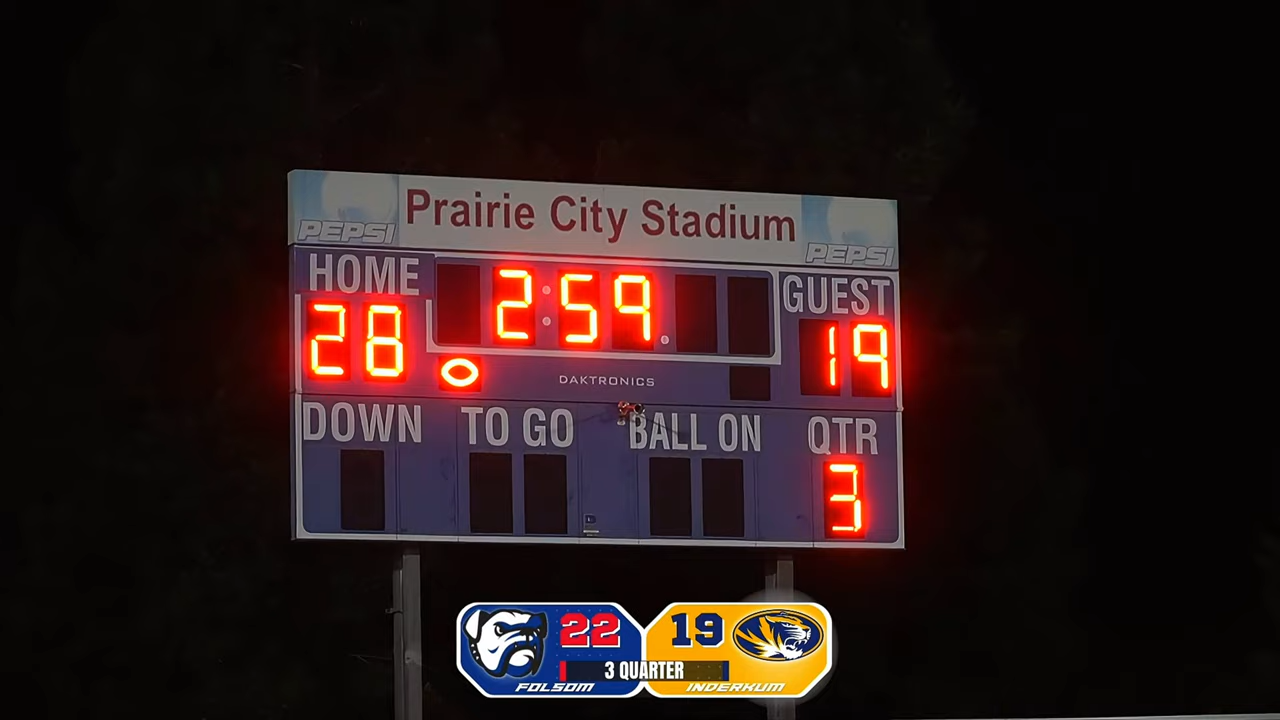 Prairie City Stadium
PEPSI
PEPSI
HOME
2:59
GUEST
28
19
DAKTRONICS
DOWN
TO GO
BALL ON
QTR
3
22
19
3 QUARTER
FOLSOM
INDERKUM